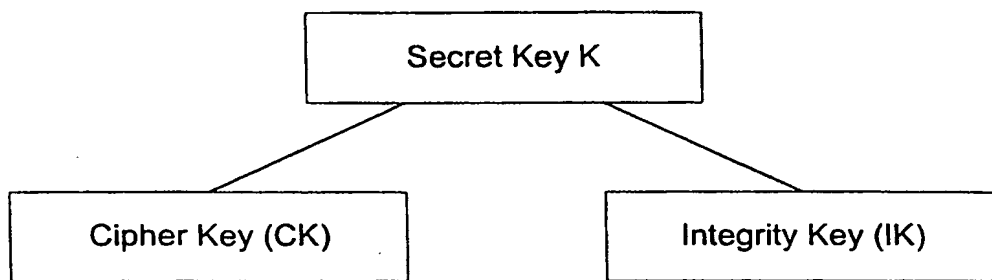 Secret Key K
Cipher Key (CK)
Integrity Key (IK)